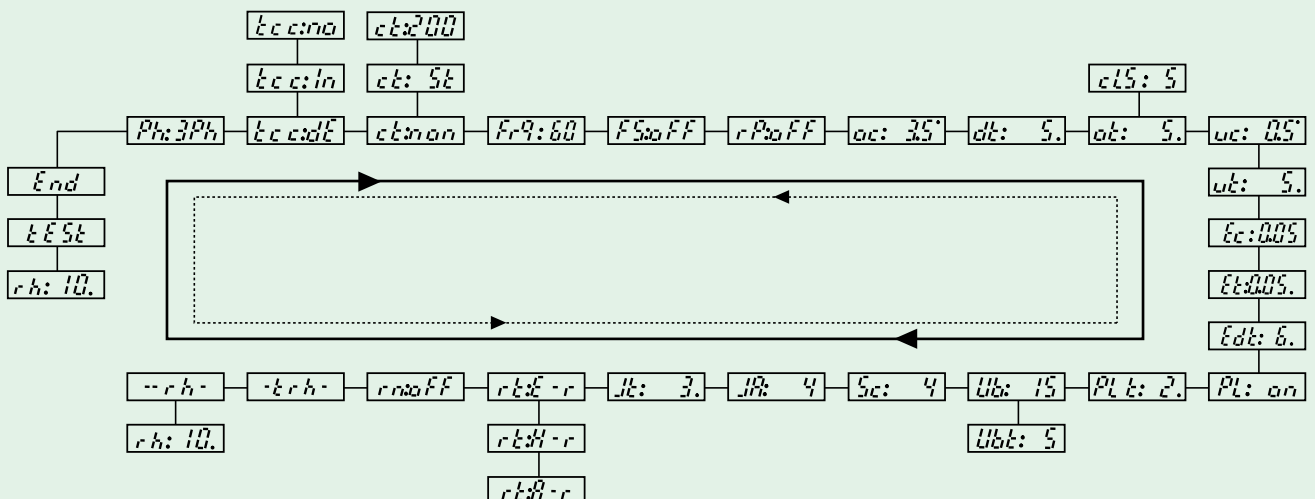 tcc:no ct:200
tcc:In ct: St cLS: 5
Ph:3Ph tcc:dE ct:non Frq:60 FS:oFF rP:oFF oc: 3.5 dt: 5. ot: 5. uc: 0.5
End ut: 5.
tESt Ec:0.05
rh: 10. Et:0.05.
Edt: 6.
--rh- -trh- rn:oFF rt:E-r Jt: 3. JA: 4 Sc: 4 Ub: 15 PLt: 2. PL: on
rh: 10. rt:H-r Ubt: 5
rt:A-r